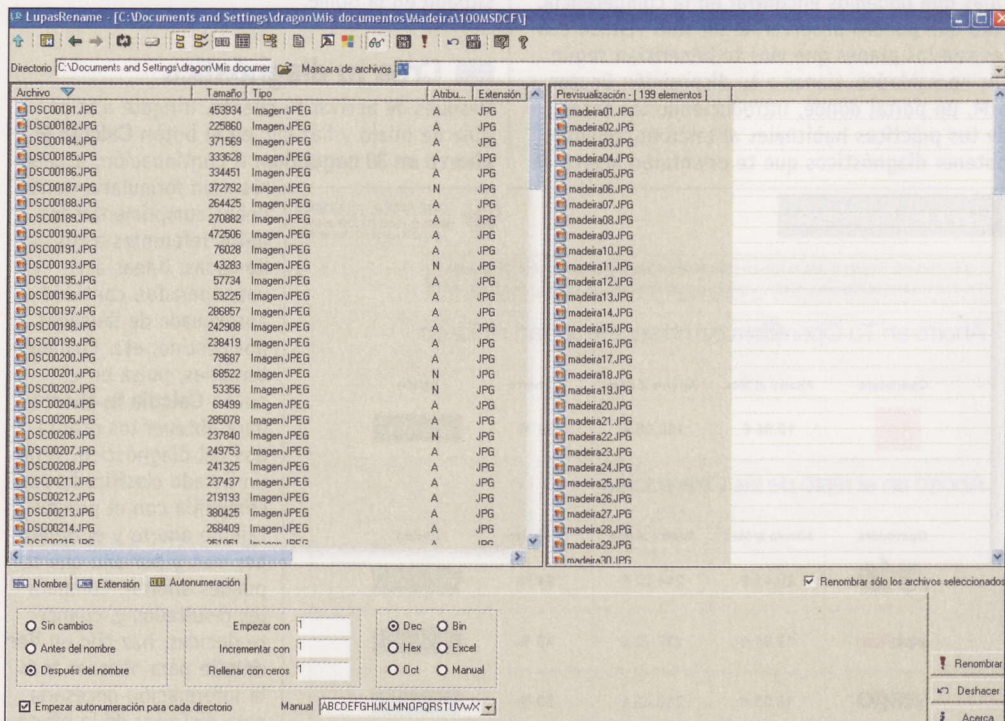 LupasRename - [C:\Documents and Settings\dragon\Mis documentos\Madeira\100MSDCF\]
Directorio C:\Documents and Settings\dragon\Mis documer Mascara de archivos
Archivo Tamaño Tipo Atribu... Extensión
DSC00181.JPG 453934 Imagen JPEG A JPG
DSC00182.JPG 225860 Imagen JPEG A JPG
DSC00184.JPG 371569 Imagen JPEG A JPG
DSC00185.JPG 333628 Imagen JPEG A JPG
DSC00186.JPG 334451 Imagen JPEG A JPG
DSC00187.JPG 372792 Imagen JPEG N JPG
DSC00188.JPG 264425 Imagen JPEG A JPG
DSC00189.JPG 270882 Imagen JPEG A JPG
DSC00190.JPG 472506 Imagen JPEG A JPG
DSC00191.JPG 76028 Imagen JPEG A JPG
DSC00193.JPG 43283 Imagen JPEG N JPG
DSC00195.JPG 57734 Imagen JPEG A JPG
DSC00196.JPG 53225 Imagen JPEG A JPG
DSC00197.JPG 286857 Imagen JPEG A JPG
DSC00198.JPG 242908 Imagen JPEG A JPG
DSC00199.JPG 238419 Imagen JPEG A JPG
DSC00200.JPG 79687 Imagen JPEG A JPG
DSC00201.JPG 68522 Imagen JPEG N JPG
DSC00202.JPG 53356 Imagen JPEG N JPG
DSC00204.JPG 69499 Imagen JPEG A JPG
DSC00205.JPG 285078 Imagen JPEG A JPG
DSC00206.JPG 237840 Imagen JPEG A JPG
DSC00207.JPG 249753 Imagen JPEG A JPG
DSC00208.JPG 241325 Imagen JPEG A JPG
DSC00211.JPG 237437 Imagen JPEG A JPG
DSC00212.JPG 219193 Imagen JPEG A JPG
DSC00213.JPG 380425 Imagen JPEG A JPG
DSC00214.JPG 268409 Imagen JPEG A JPG
DSC00215.JPG 251051 Imagen JPEG A JPG
Previsualización - [ 199 elementos ]
madeira01.JPG
madeira02.JPG
madeira03.JPG
madeira04.JPG
madeira05.JPG
madeira06.JPG
madeira07.JPG
madeira08.JPG
madeira09.JPG
madeira10.JPG
madeira11.JPG
madeira12.JPG
madeira13.JPG
madeira14.JPG
madeira15.JPG
madeira16.JPG
madeira17.JPG
madeira18.JPG
madeira19.JPG
madeira20.JPG
madeira21.JPG
madeira22.JPG
madeira23.JPG
madeira24.JPG
madeira25.JPG
madeira26.JPG
madeira27.JPG
madeira28.JPG
madeira29.JPG
madeira30.JPG
Nombre Extensión Autonumeración
Renombrar sólo los archivos seleccionados
Sin cambios Empezar con 1 Dec Bin
Antes del nombre Incrementar con 1 Hex Excel
Después del nombre Rellenar con ceros 1 Oct Manual
Empezar autonumeración para cada directorio Manual ABCDEFGHIJKLMNOPQRSTUVWX
Renombrar
Deshacer
Acerca